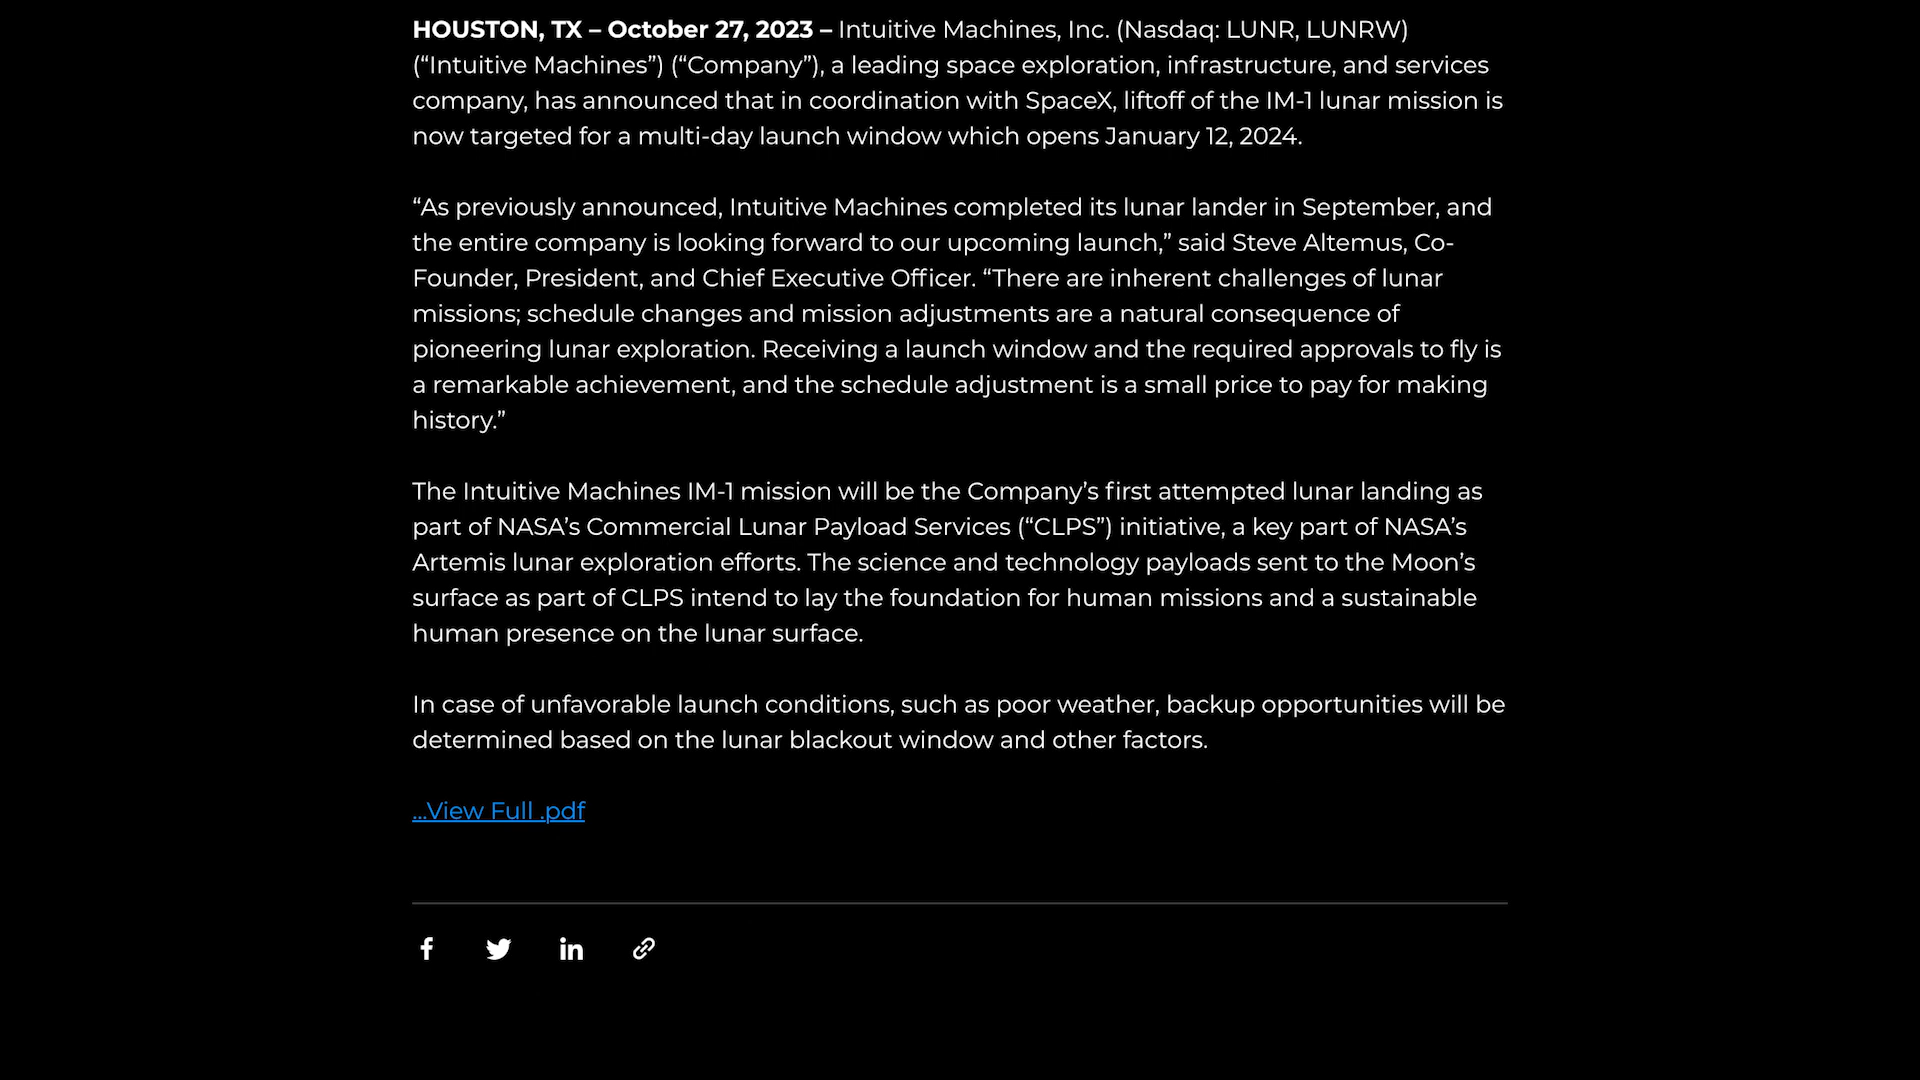 HOUSTON, TX – October 27, 2023 – Intuitive Machines, Inc. (Nasdaq: LUNR, LUNRW)
(“Intuitive Machines”) (“Company”), a leading space exploration, infrastructure, and services
company, has announced that in coordination with SpaceX, liftoff of the IM-1 lunar mission is
now targeted for a multi-day launch window which opens January 12, 2024.
“As previously announced, Intuitive Machines completed its lunar lander in September, and
the entire company is looking forward to our upcoming launch,” said Steve Altemus, Co-
Founder, President, and Chief Executive Officer. “There are inherent challenges of lunar
missions; schedule changes and mission adjustments are a natural consequence of
pioneering lunar exploration. Receiving a launch window and the required approvals to fly is
a remarkable achievement, and the schedule adjustment is a small price to pay for making
history.”
The Intuitive Machines IM-1 mission will be the Company’s first attempted lunar landing as
part of NASA’s Commercial Lunar Payload Services (“CLPS”) initiative, a key part of NASA’s
Artemis lunar exploration efforts. The science and technology payloads sent to the Moon’s
surface as part of CLPS intend to lay the foundation for human missions and a sustainable
human presence on the lunar surface.
In case of unfavorable launch conditions, such as poor weather, backup opportunities will be
determined based on the lunar blackout window and other factors.
...View Full .pdf